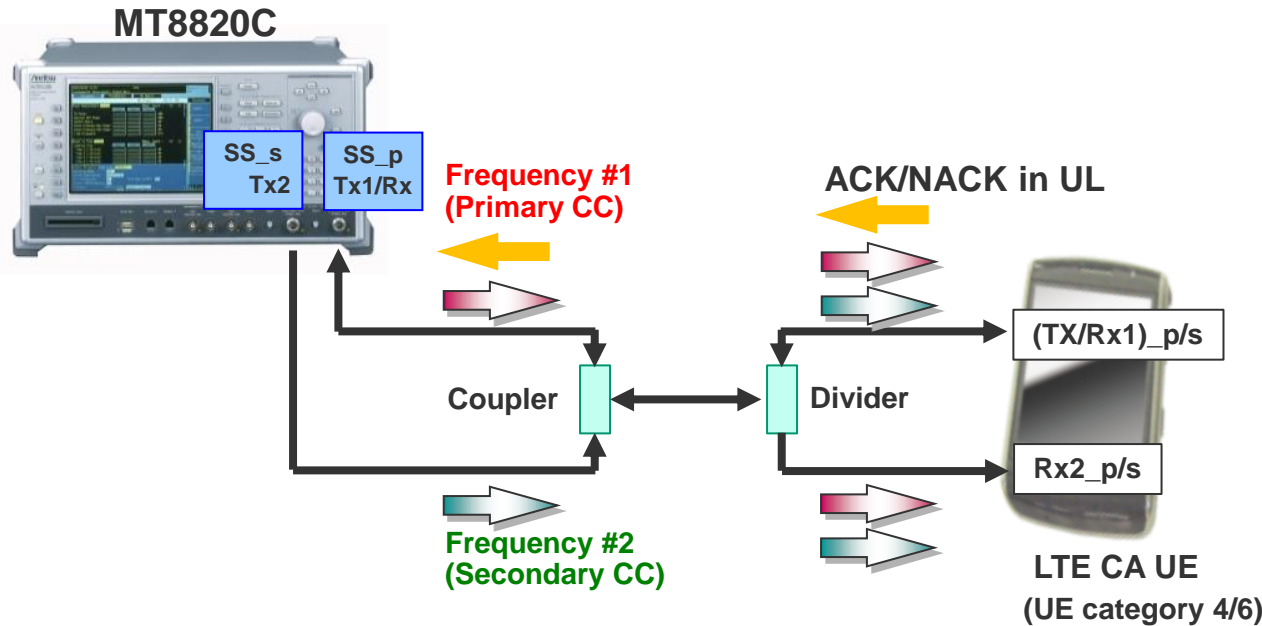 MT8820C
Anritsu
SS_s
Tx2
SS_p
Tx1/Rx
Frequency #1
(Primary CC)
ACK/NACK in UL
(TX/Rx1)_p/s
Coupler
Divider
Rx2_p/s
Frequency #2
(Secondary CC)
LTE CA UE
(UE category 4/6)